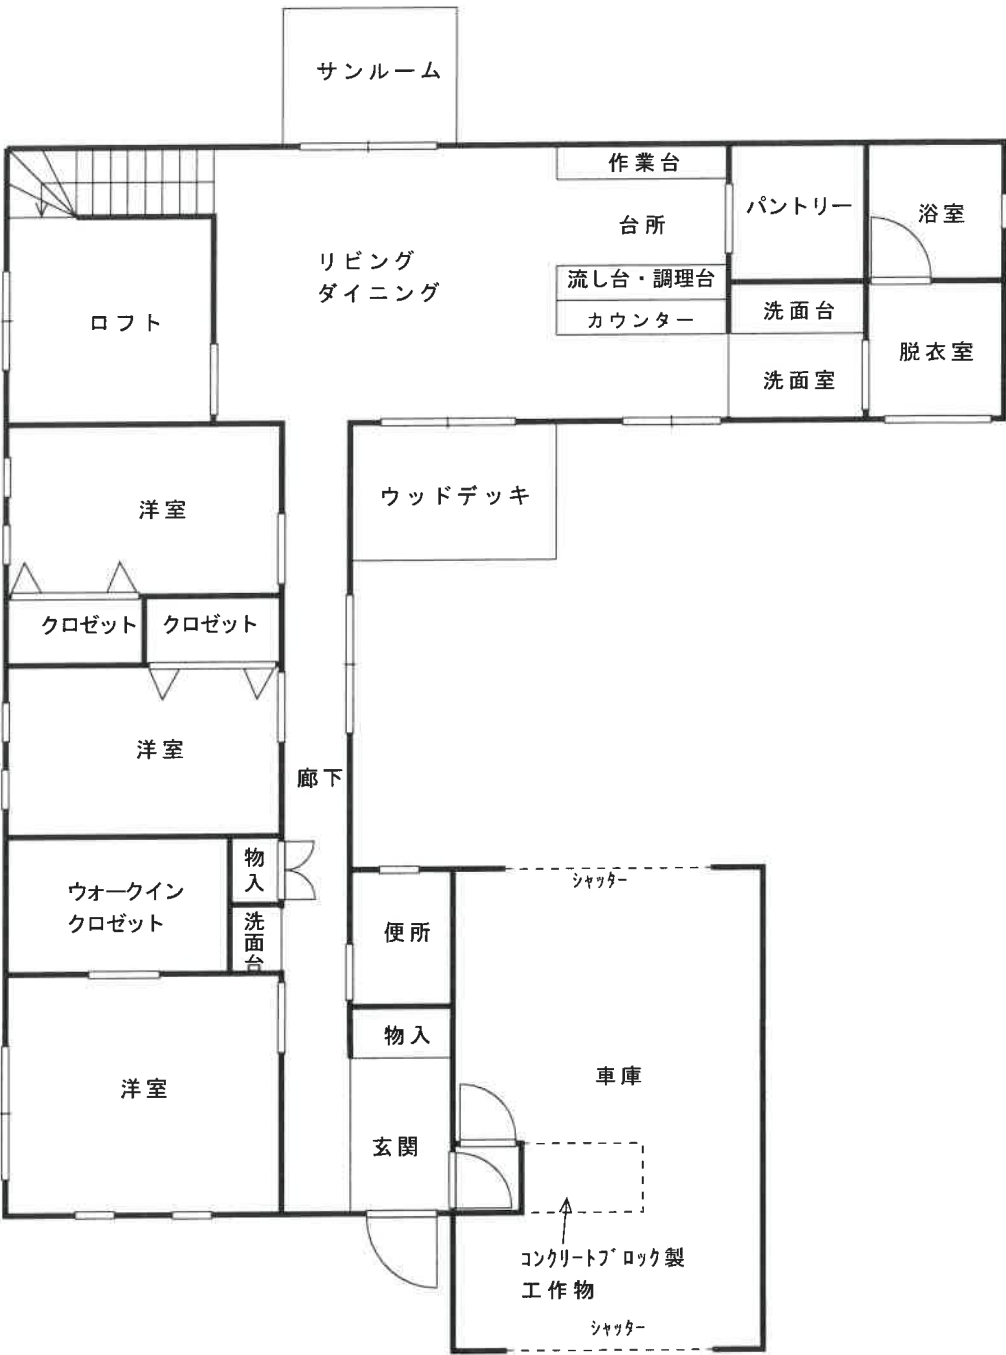 サンルーム
作業台
パントリー
浴室
台所
リビング
ダイニング
流し台・調理台
カウンター
洗面台
ロフト
洗面室
脱衣室
ウッドデッキ
洋室
クロゼット
クロゼット
洋室
廊下
物入
ウォークイン
クロゼット
洗面台
シャッター
便所
物入
洋室
車庫
玄関
コンクリートブロック製
工作物
シャッター